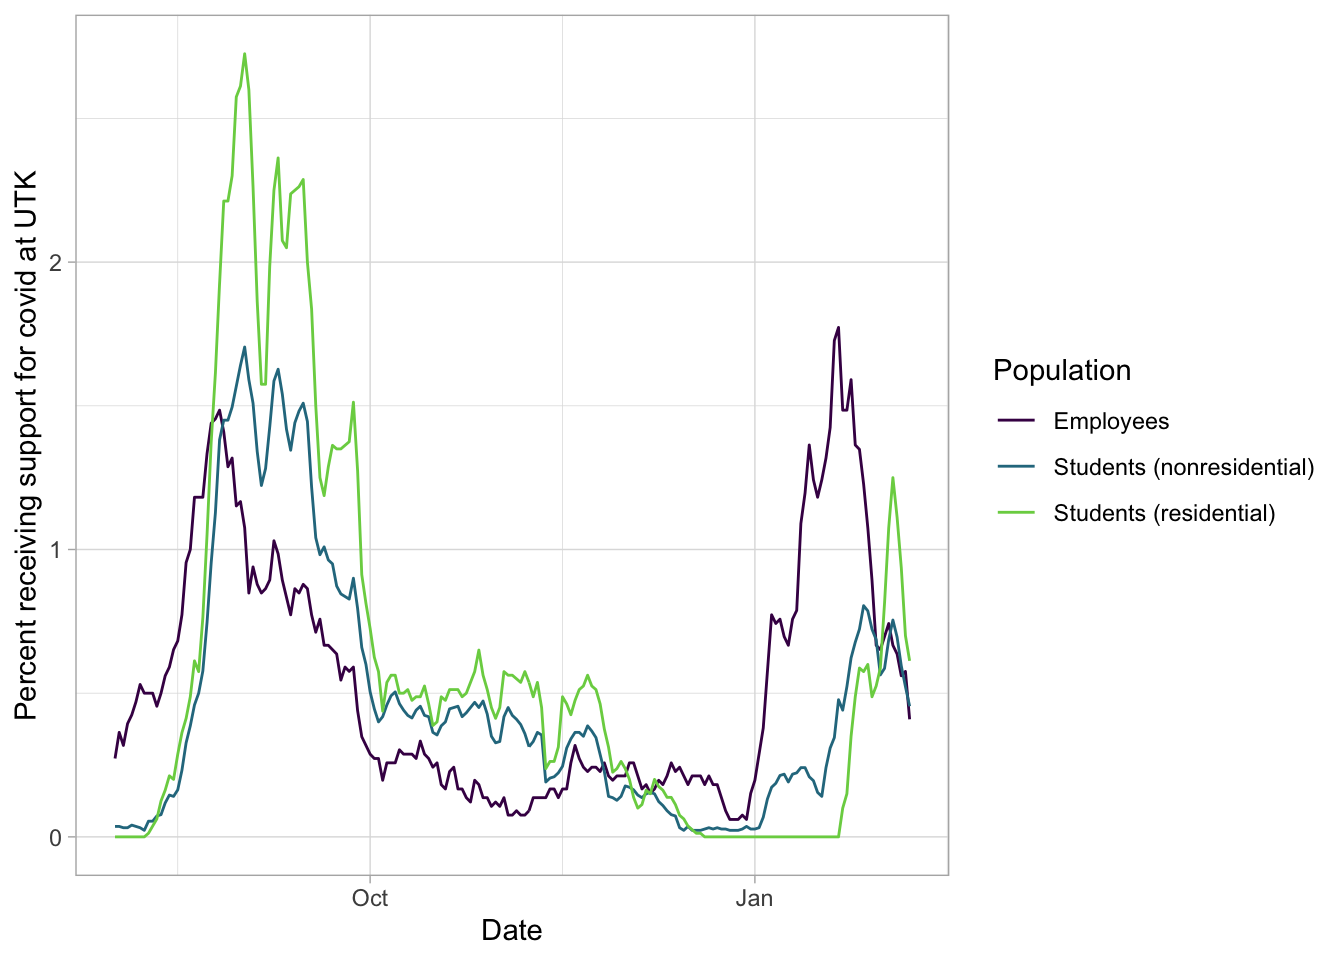 Percent receiving support for covid at UTK
2
1
0
Oct
Jan
Date
Population
Employees
Students (nonresidential)
Students (residential)